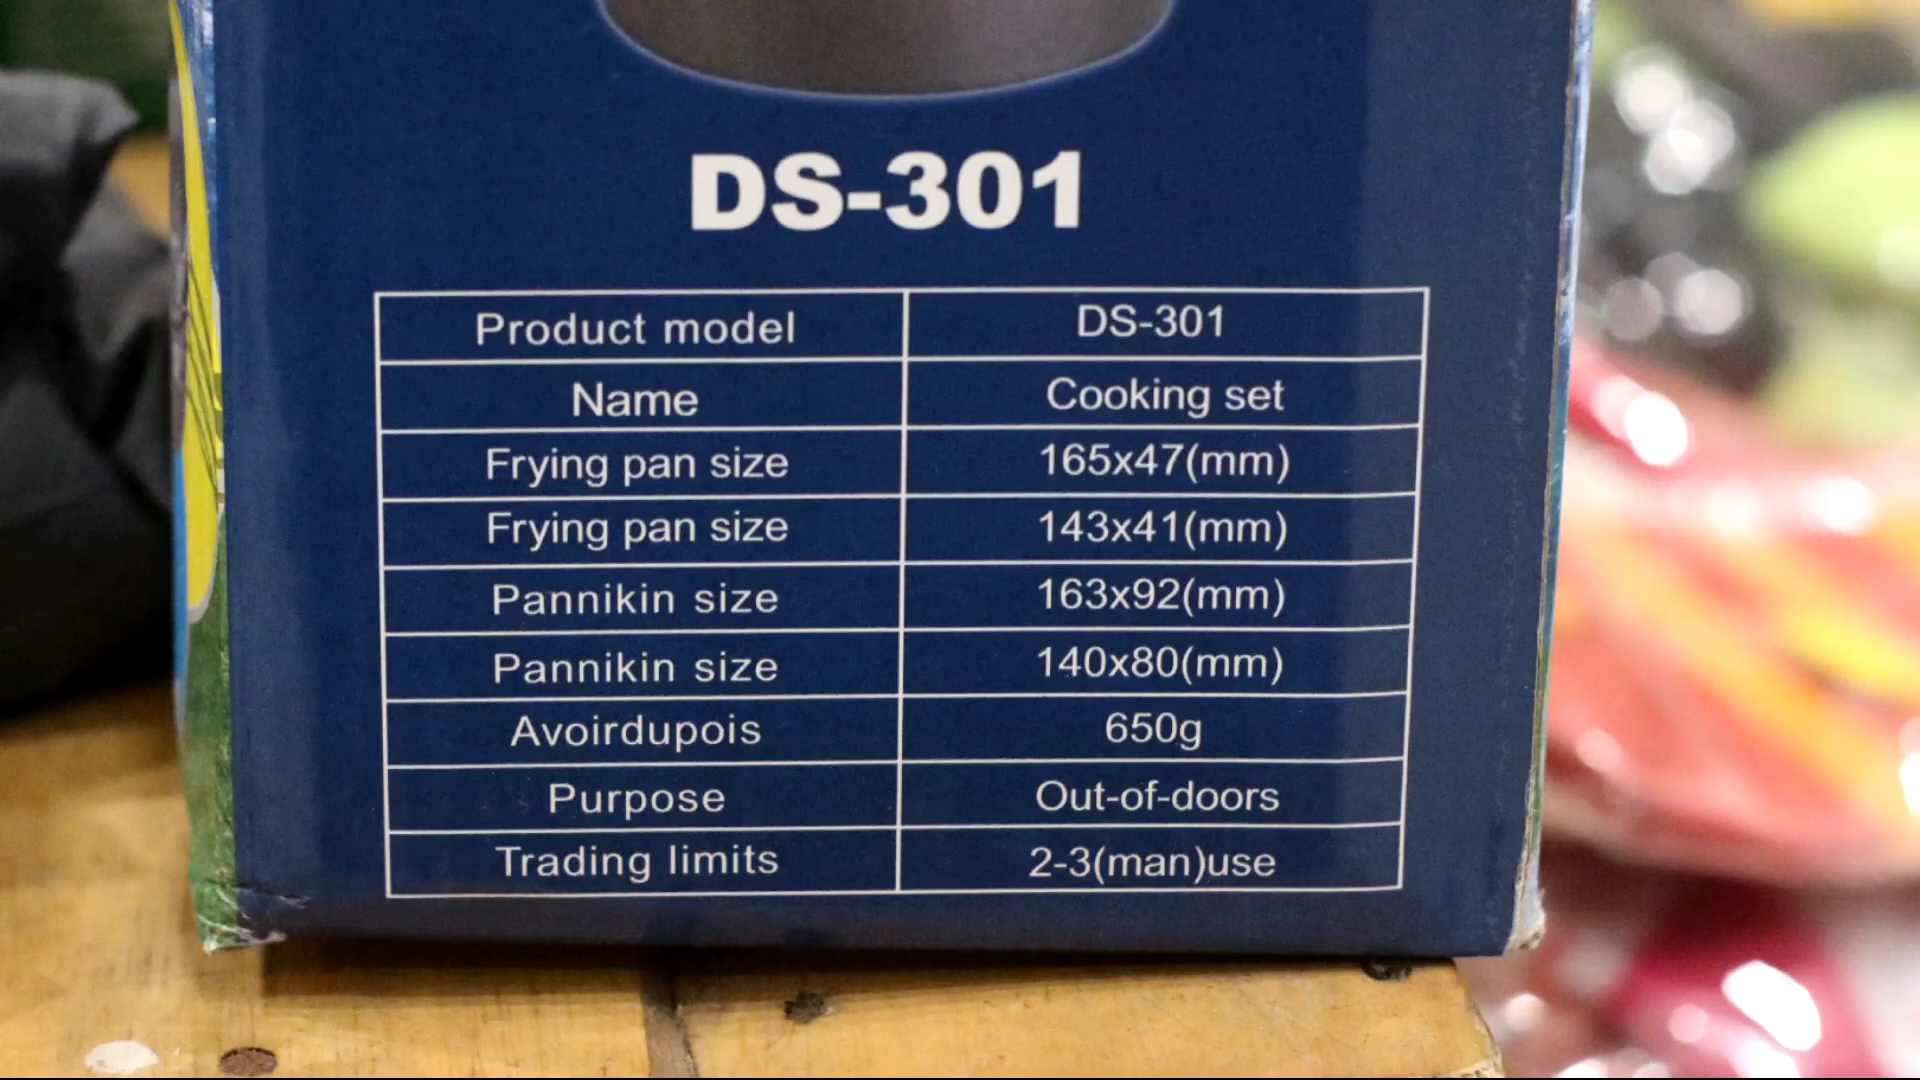 DS-301
Product model DS-301
Name Cooking set
Frying pan size 165x47(mm)
Frying pan size 143x41(mm)
Pannikin size 163x92(mm)
Pannikin size 140x80(mm)
Avoirdupois 650g
Purpose Out-of-doors
Trading limits 2-3(man)use